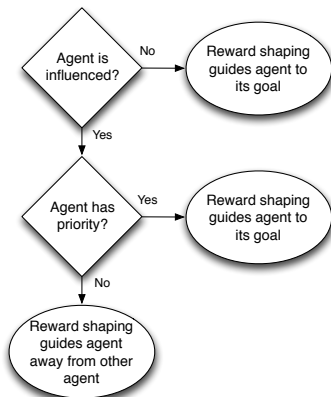 Agent is
influenced?
No
Reward shaping
guides agent to
its goal
Yes
Agent has
priority?
Yes
Reward shaping
guides agent to
its goal
No
Reward shaping
guides agent
away from other
agent